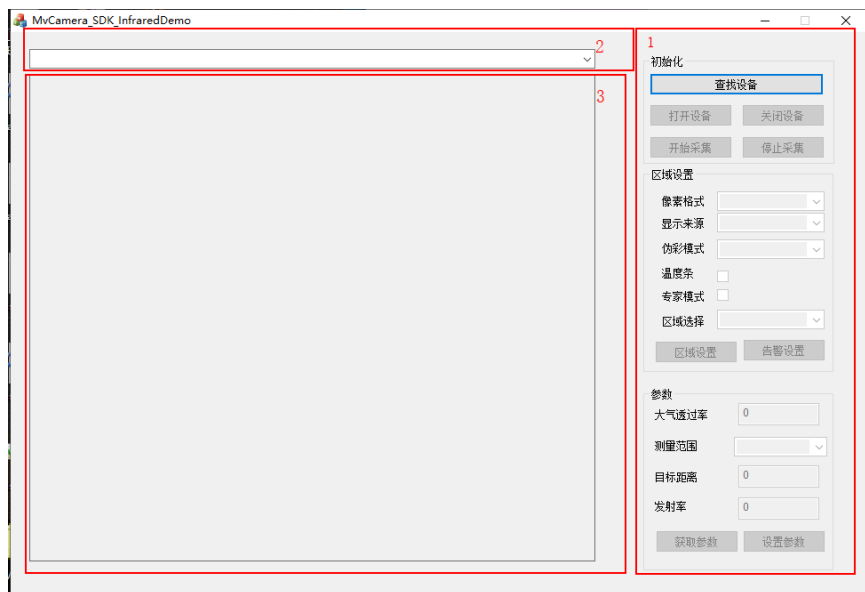 MvCamera_SDK_InfraredDemo
2
3
1
初始化
查找设备
打开设备 关闭设备
开始采集 停止采集
区域设置
像素格式
显示来源
伪彩模式
温度条
专家模式
区域选择
区域设置 告警设置
参数
大气透过率 0
测量范围
目标距离 0
发射率 0
获取参数 设置参数